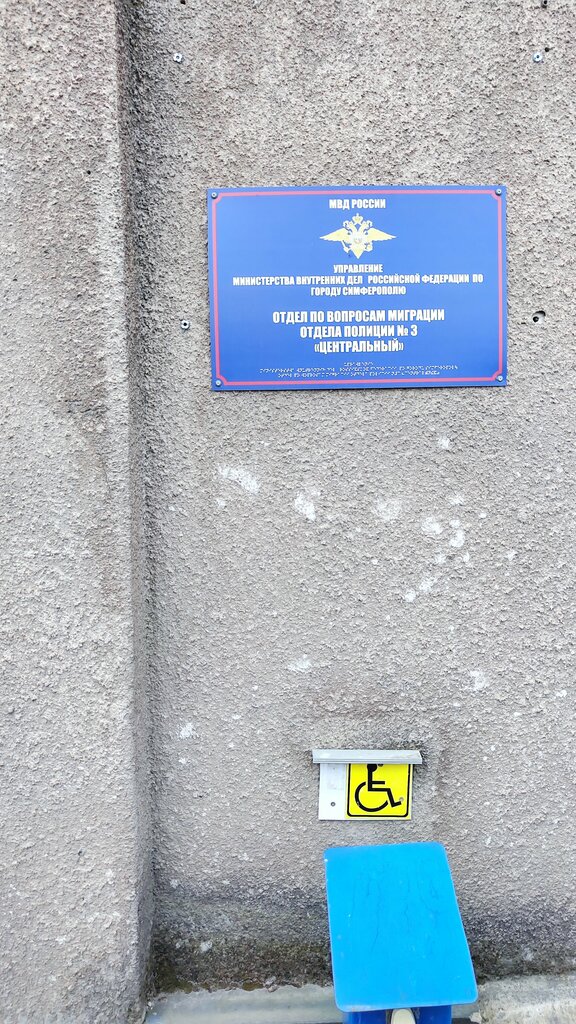 МВД РОССИИ
УПРАВЛЕНИЕ
МИНИСТЕРСТВА ВНУТРЕННИХ ДЕЛ РОССИЙСКОЙ ФЕДЕРАЦИИ ПО
ГОРОДУ СИМФЕРОПОЛЮ
ОТДЕЛ ПО ВОПРОСАМ МИГРАЦИИ
ОТДЕЛА ПОЛИЦИИ № 3
«ЦЕНТРАЛЬНЫЙ»